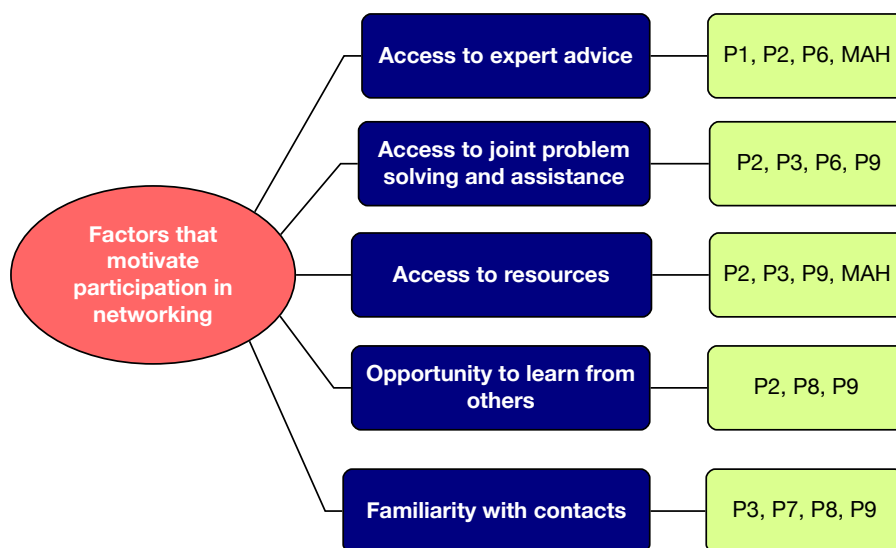 Factors that
motivate
participation in
networking
Access to expert advice
P1, P2, P6, MAH
Access to joint problem
solving and assistance
P2, P3, P6, P9
Access to resources
P2, P3, P9, MAH
Opportunity to learn from
others
P2, P8, P9
Familiarity with contacts
P3, P7, P8, P9